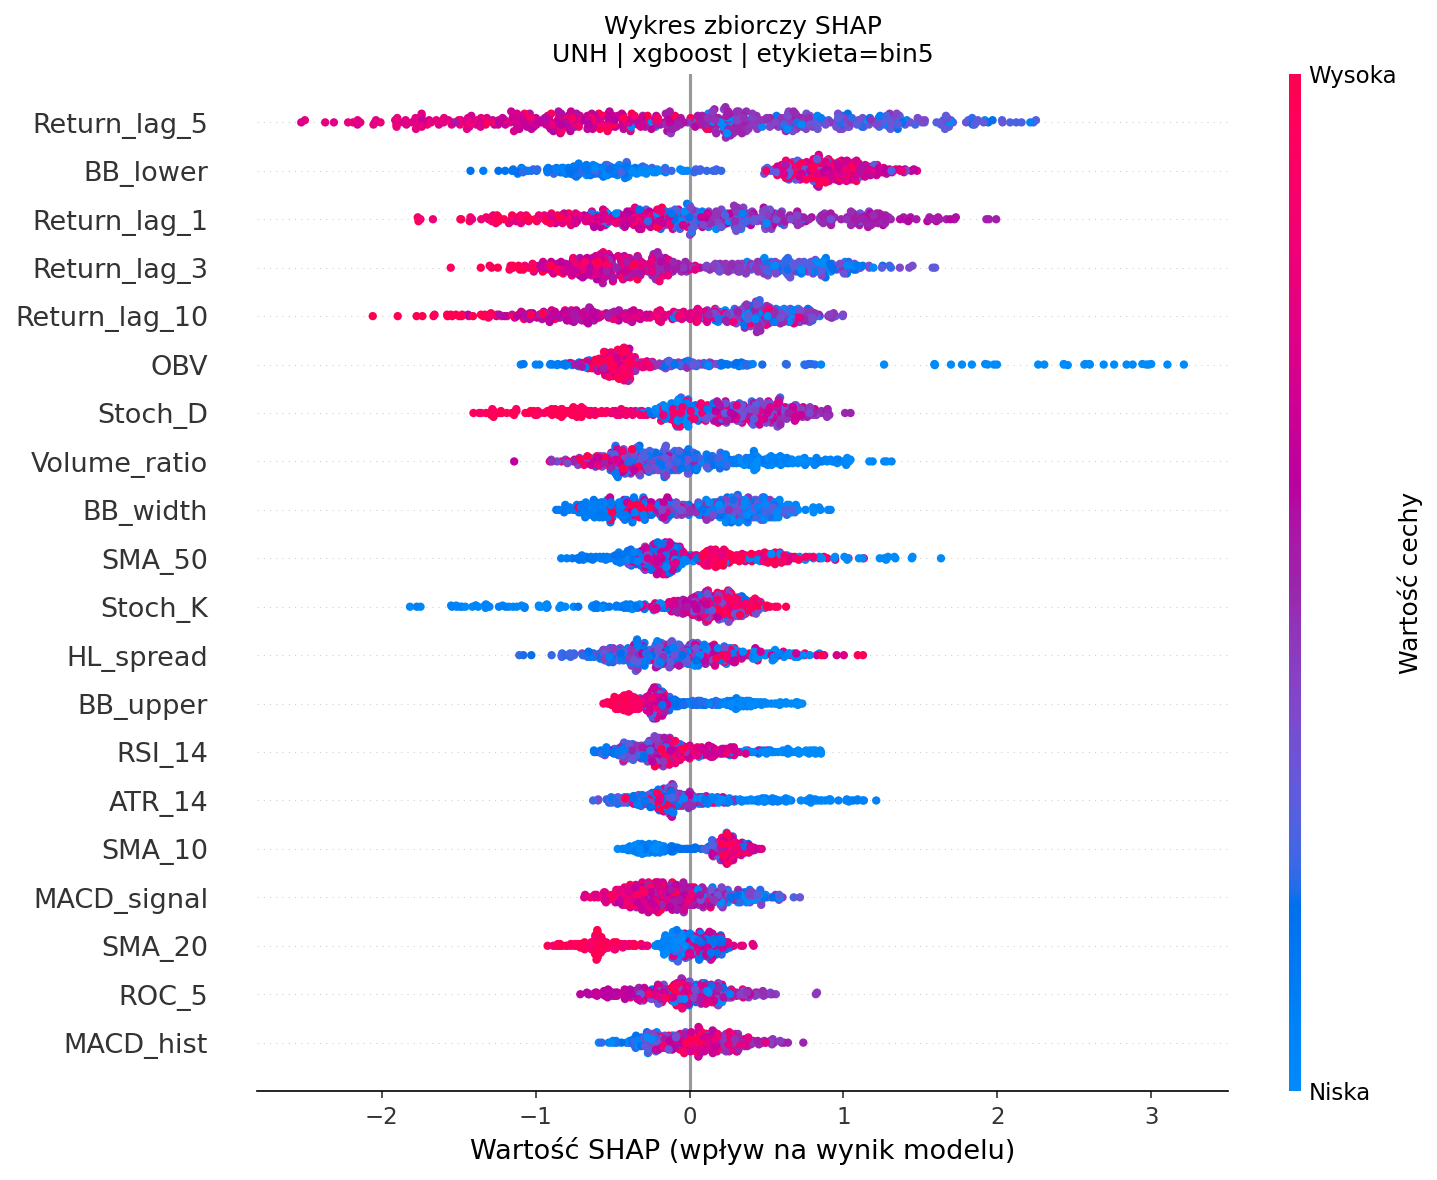 Wykres zbiorczy SHAP
UNH | xgboost | etykieta=bin5
Wysoka
Return_lag_5
BB_lower
Return_lag_1
Return_lag_3
Return_lag_10
OBV
Stoch_D
Volume_ratio
BB_width
SMA_50
Stoch_K
HL_spread
BB_upper
RSI_14
ATR_14
SMA_10
MACD_signal
SMA_20
ROC_5
MACD_hist
Wartość cechy
Niska
−2 −1 0 1 2 3
Wartość SHAP (wpływ na wynik modelu)